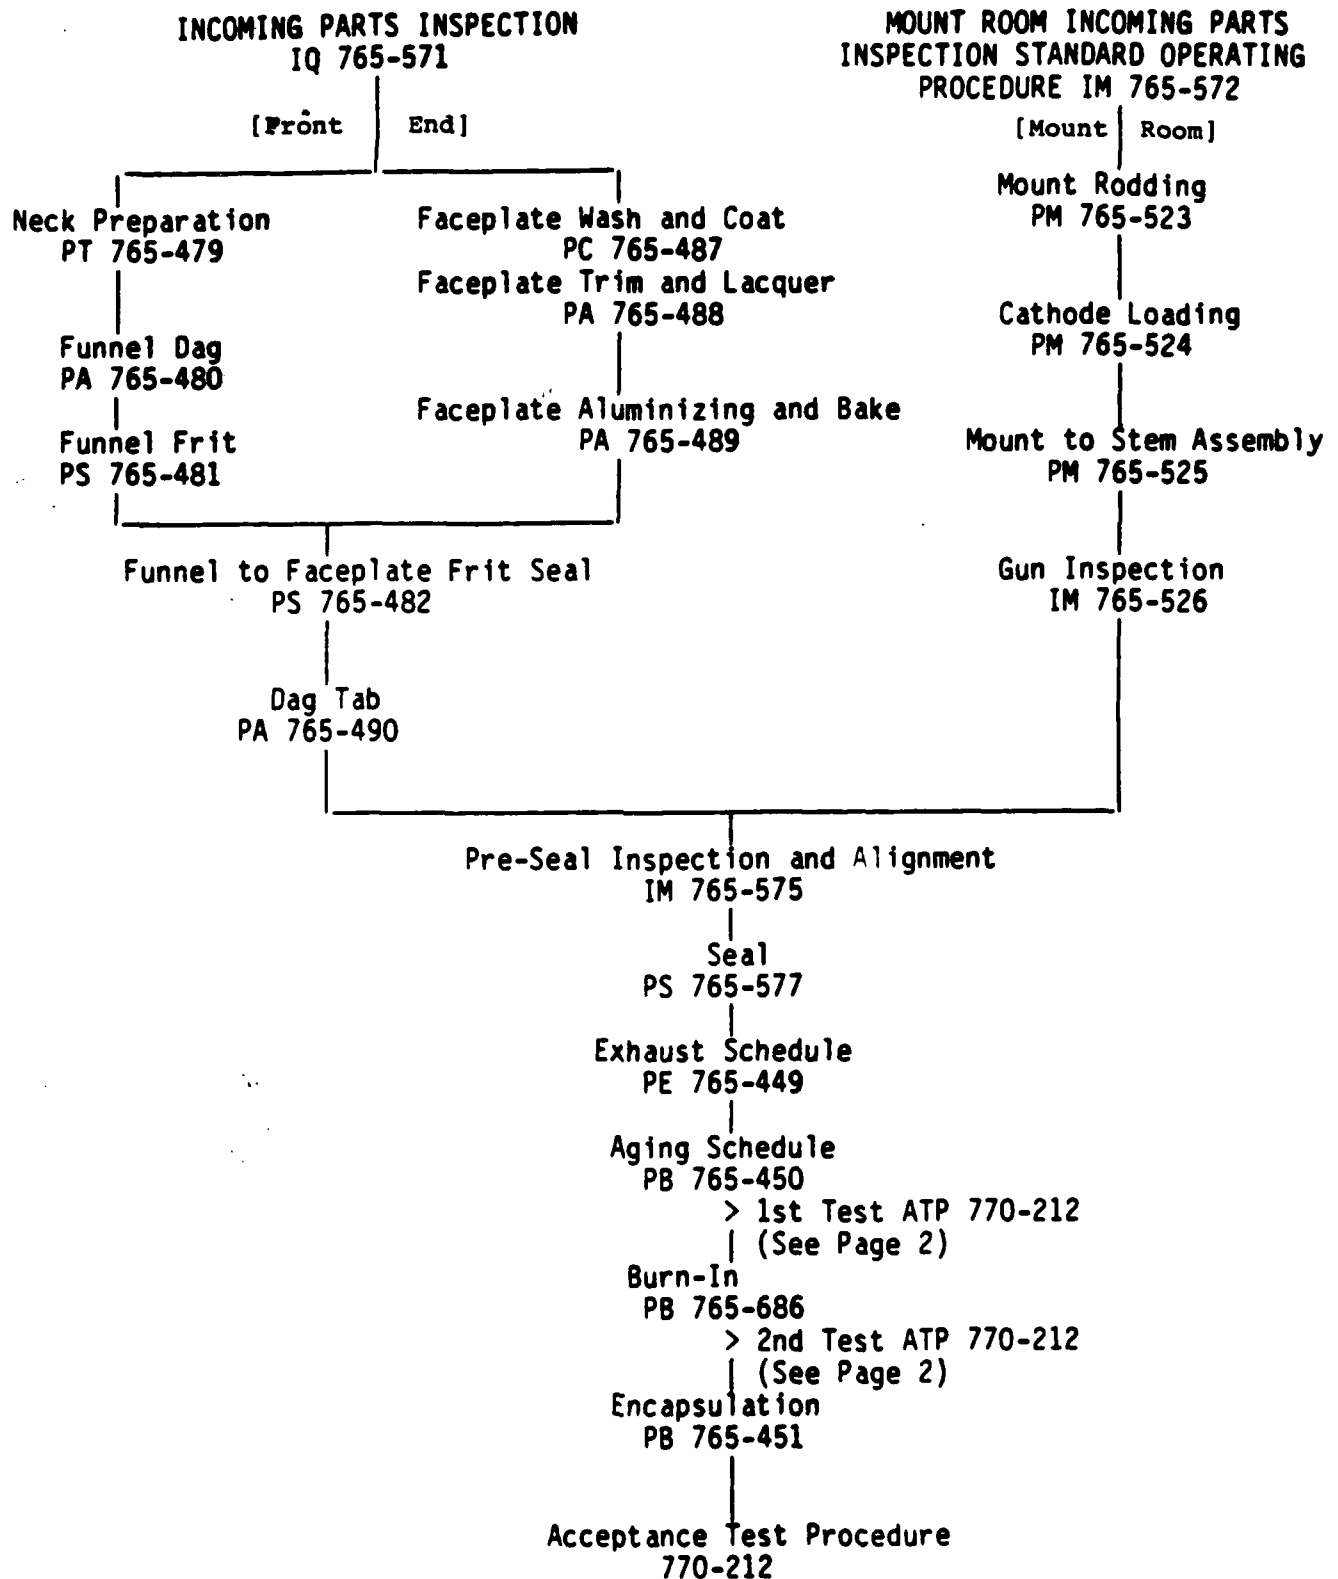 INCOMING PARTS INSPECTION
IQ 765-571
[Front End]
MOUNT ROOM INCOMING PARTS
INSPECTION STANDARD OPERATING
PROCEDURE IM 765-572
[Mount Room]
Neck Preparation
PT 765-479
Funnel Dag
PA 765-480
Funnel Frit
PS 765-481
Faceplate Wash and Coat
PC 765-487
Faceplate Trim and Lacquer
PA 765-488
Faceplate Aluminizing and Bake
PA 765-489
Mount Rodding
PM 765-523
Cathode Loading
PM 765-524
Mount to Stem Assembly
PM 765-525
Gun Inspection
IM 765-526
Funnel to Faceplate Frit Seal
PS 765-482
Dag Tab
PA 765-490
Pre-Seal Inspection and Alignment
IM 765-575
Seal
PS 765-577
Exhaust Schedule
PE 765-449
Aging Schedule
PB 765-450
> 1st Test ATP 770-212
(See Page 2)
Burn-In
PB 765-686
> 2nd Test ATP 770-212
(See Page 2)
Encapsulation
PB 765-451
Acceptance Test Procedure
770-212